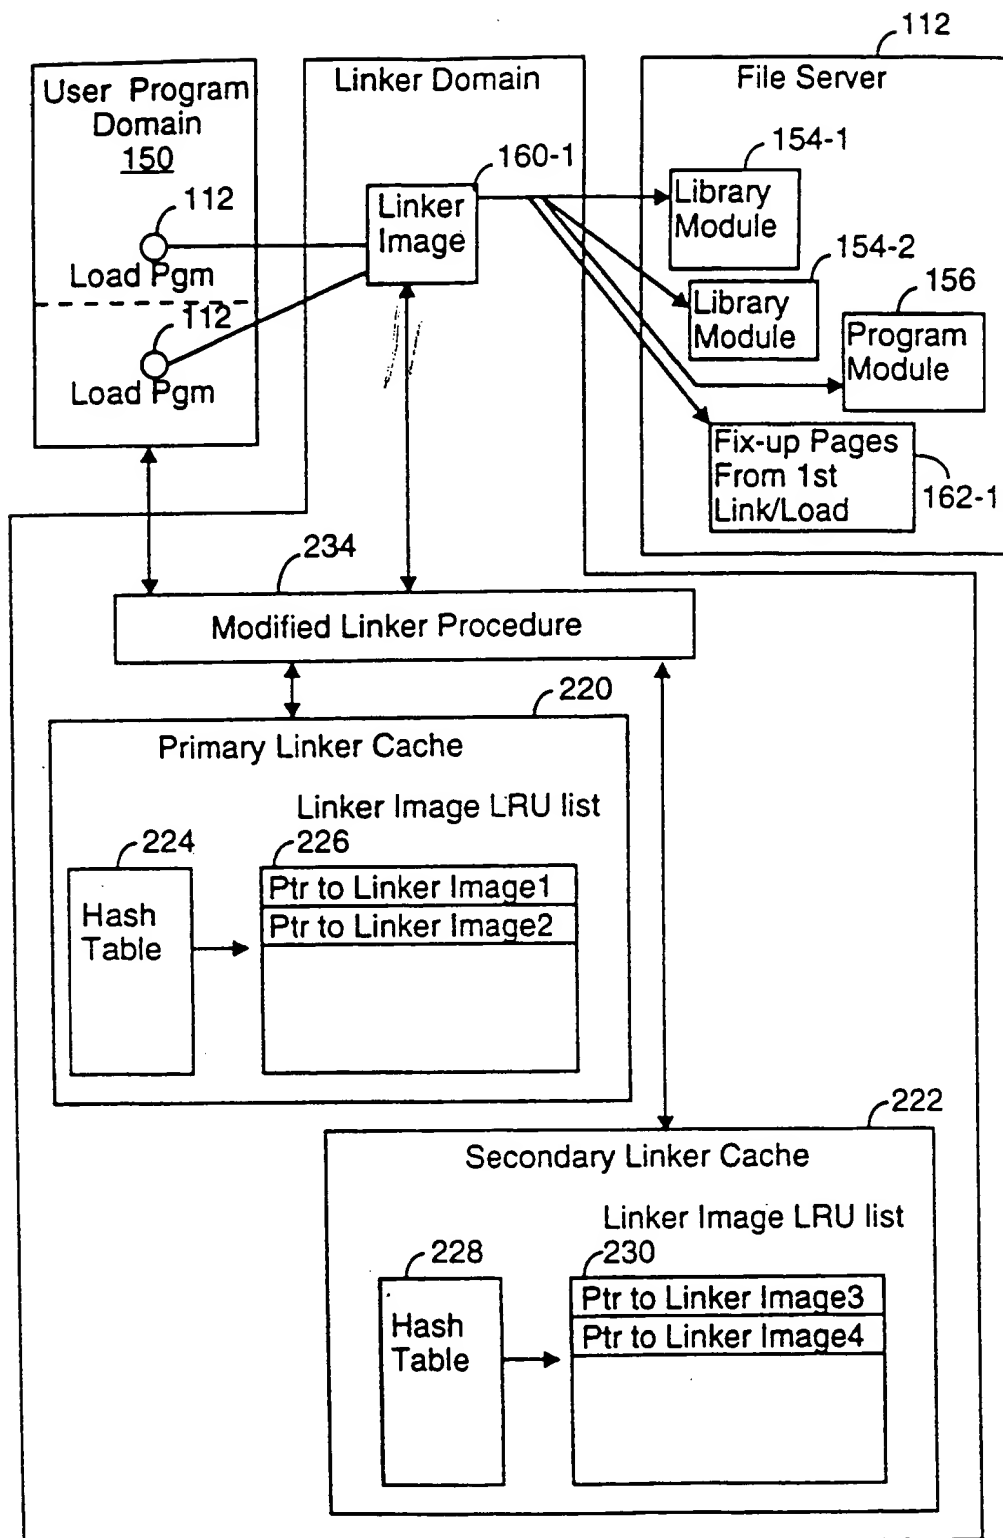 112
User Program
Domain
150
Linker Domain
File Server
160-1
154-1
112
Linker
Image
Library
Module
Load Pgm
154-2
156
112
Library
Module
Program
Module
Load Pgm
Fix-up Pages
From 1st
Link/Load
162-1
234
Modified Linker Procedure
220
Primary Linker Cache
Linker Image LRU list
224
226
Hash
Table
Ptr to Linker Image1
Ptr to Linker Image2
222
Secondary Linker Cache
Linker Image LRU list
228
230
Hash
Table
Ptr to Linker Image3
Ptr to Linker Image4